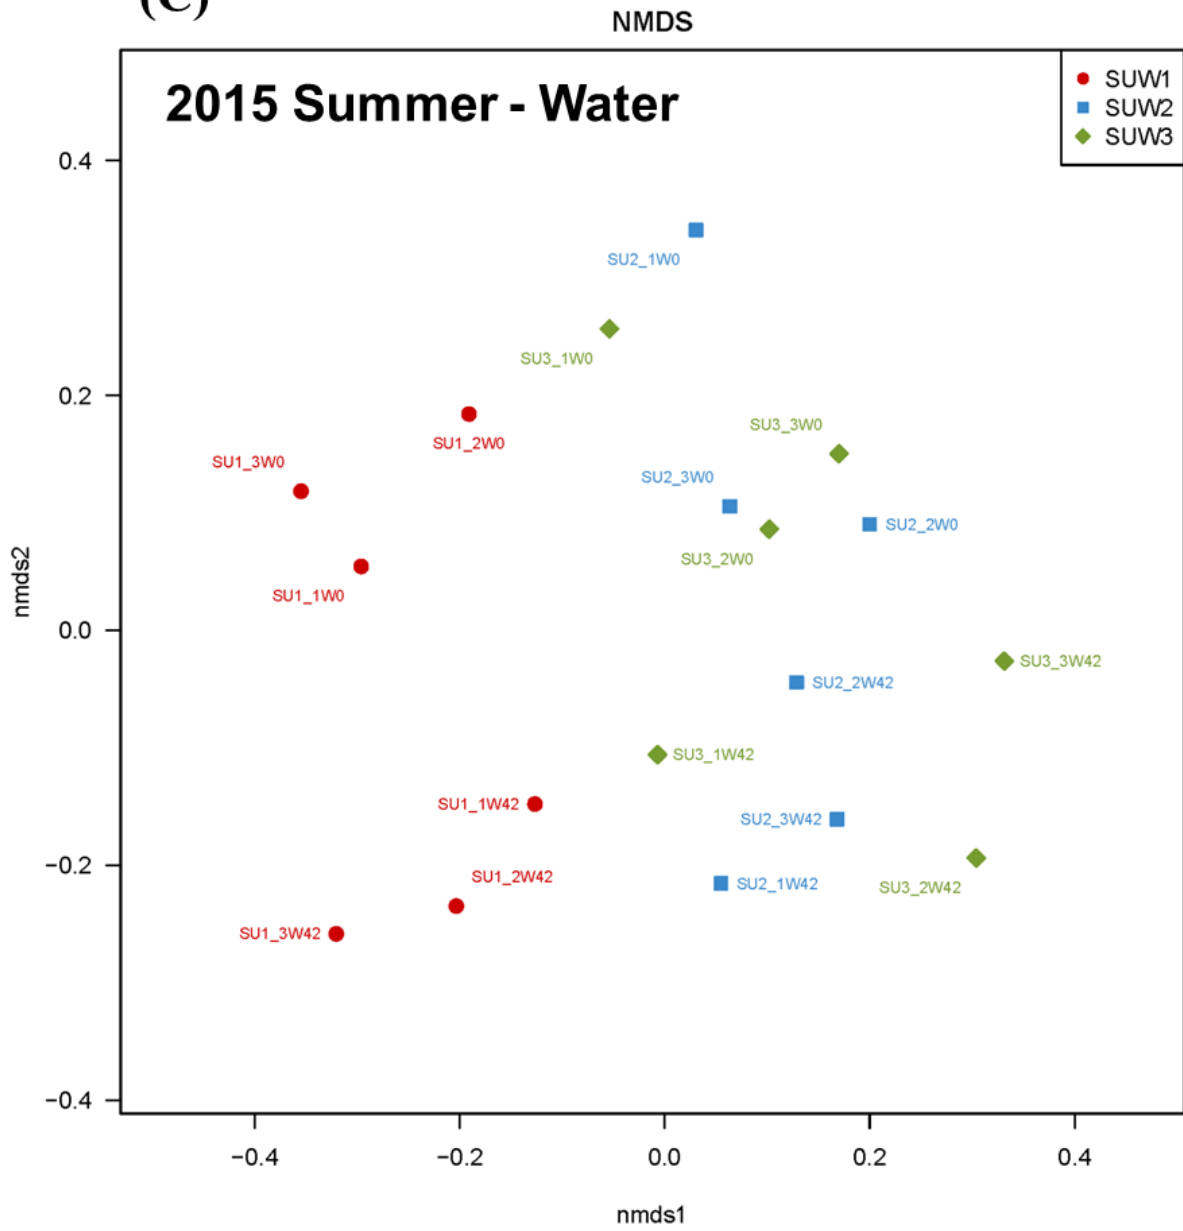 (C)
NMDS
2015 Summer - Water
SUW1
SUW2
SUW3
0.4
0.2
0.0
−0.2
−0.4
nmds2
SU2_1W0
SU3_1W0
SU1_2W0
SU3_3W0
SU1_3W0
SU2_3W0
SU2_2W0
SU3_2W0
SU1_1W0
SU3_3W42
SU2_2W42
SU3_1W42
SU1_1W42
SU2_3W42
SU1_2W42
SU2_1W42
SU3_2W42
SU1_3W42
−0.4 −0.2 0.0 0.2 0.4
nmds1